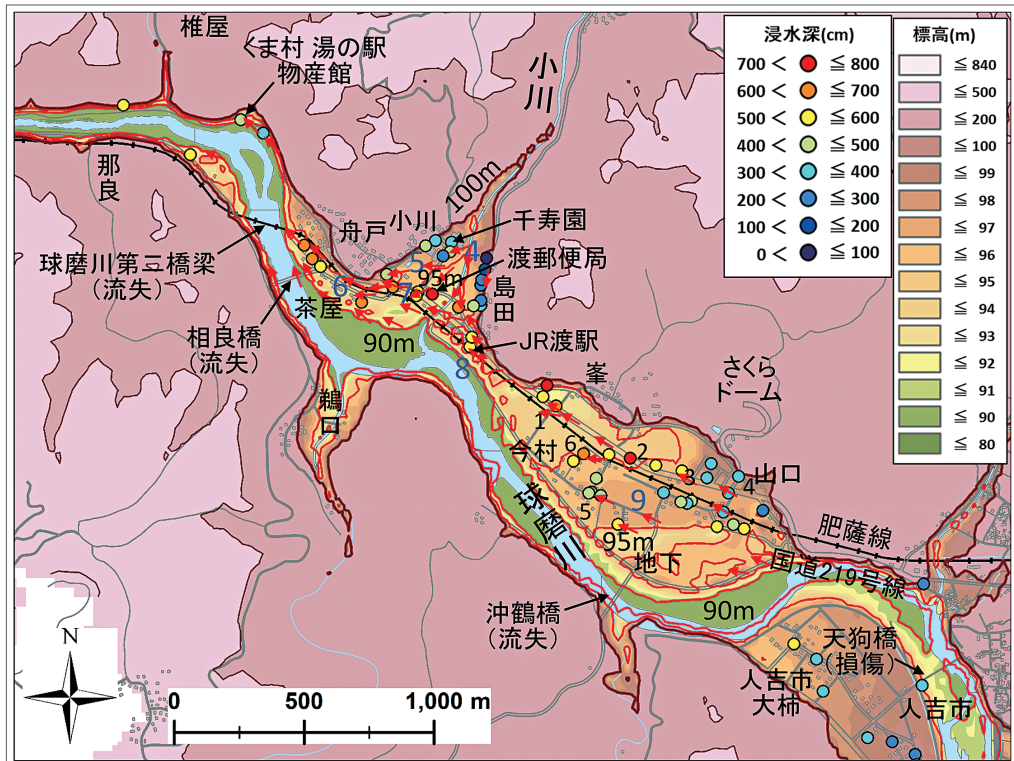 椎屋
くま村 湯の駅
物産館
小川
那良
100m
舟戸
小川
千寿園
球磨川第二橋梁
(流失)
5
4
95m
渡郵便局
6
7
島田
茶屋
相良橋
(流失)
90m
JR渡駅
8
鵜口
峯
さくら
ドーム
1
今村
6
2
3
4
山口
5
9
球磨川
95m
地下
肥薩線
国道219号線
沖鶴橋
(流失)
90m
天狗橋
(損傷)
人吉市
大柿
人吉市
N
0 500 1,000 m
浸水深(cm)
700 < ≦ 800
600 < ≦ 700
500 < ≦ 600
400 < ≦ 500
300 < ≦ 400
200 < ≦ 300
100 < ≦ 200
0 < ≦ 100
標高(m)
≦ 840
≦ 500
≦ 200
≦ 100
≦ 99
≦ 98
≦ 97
≦ 96
≦ 95
≦ 94
≦ 93
≦ 92
≦ 91
≦ 90
≦ 80